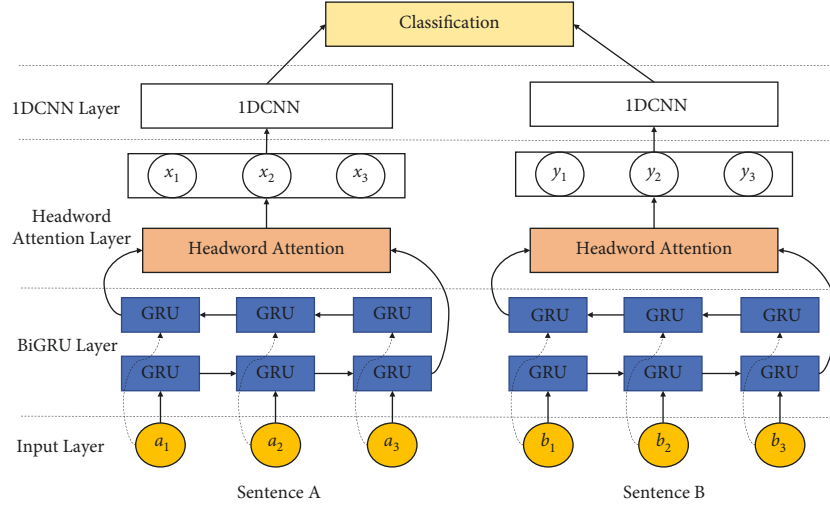 Classification
1DCNN Layer
1DCNN
1DCNN
x1 x2 x3
y1 y2 y3
Headword
Attention Layer
Headword Attention
Headword Attention
GRU GRU GRU
GRU GRU GRU
BiGRU Layer
GRU GRU GRU
GRU GRU GRU
Input Layer
a1 a2 a3
b1 b2 b3
Sentence A
Sentence B